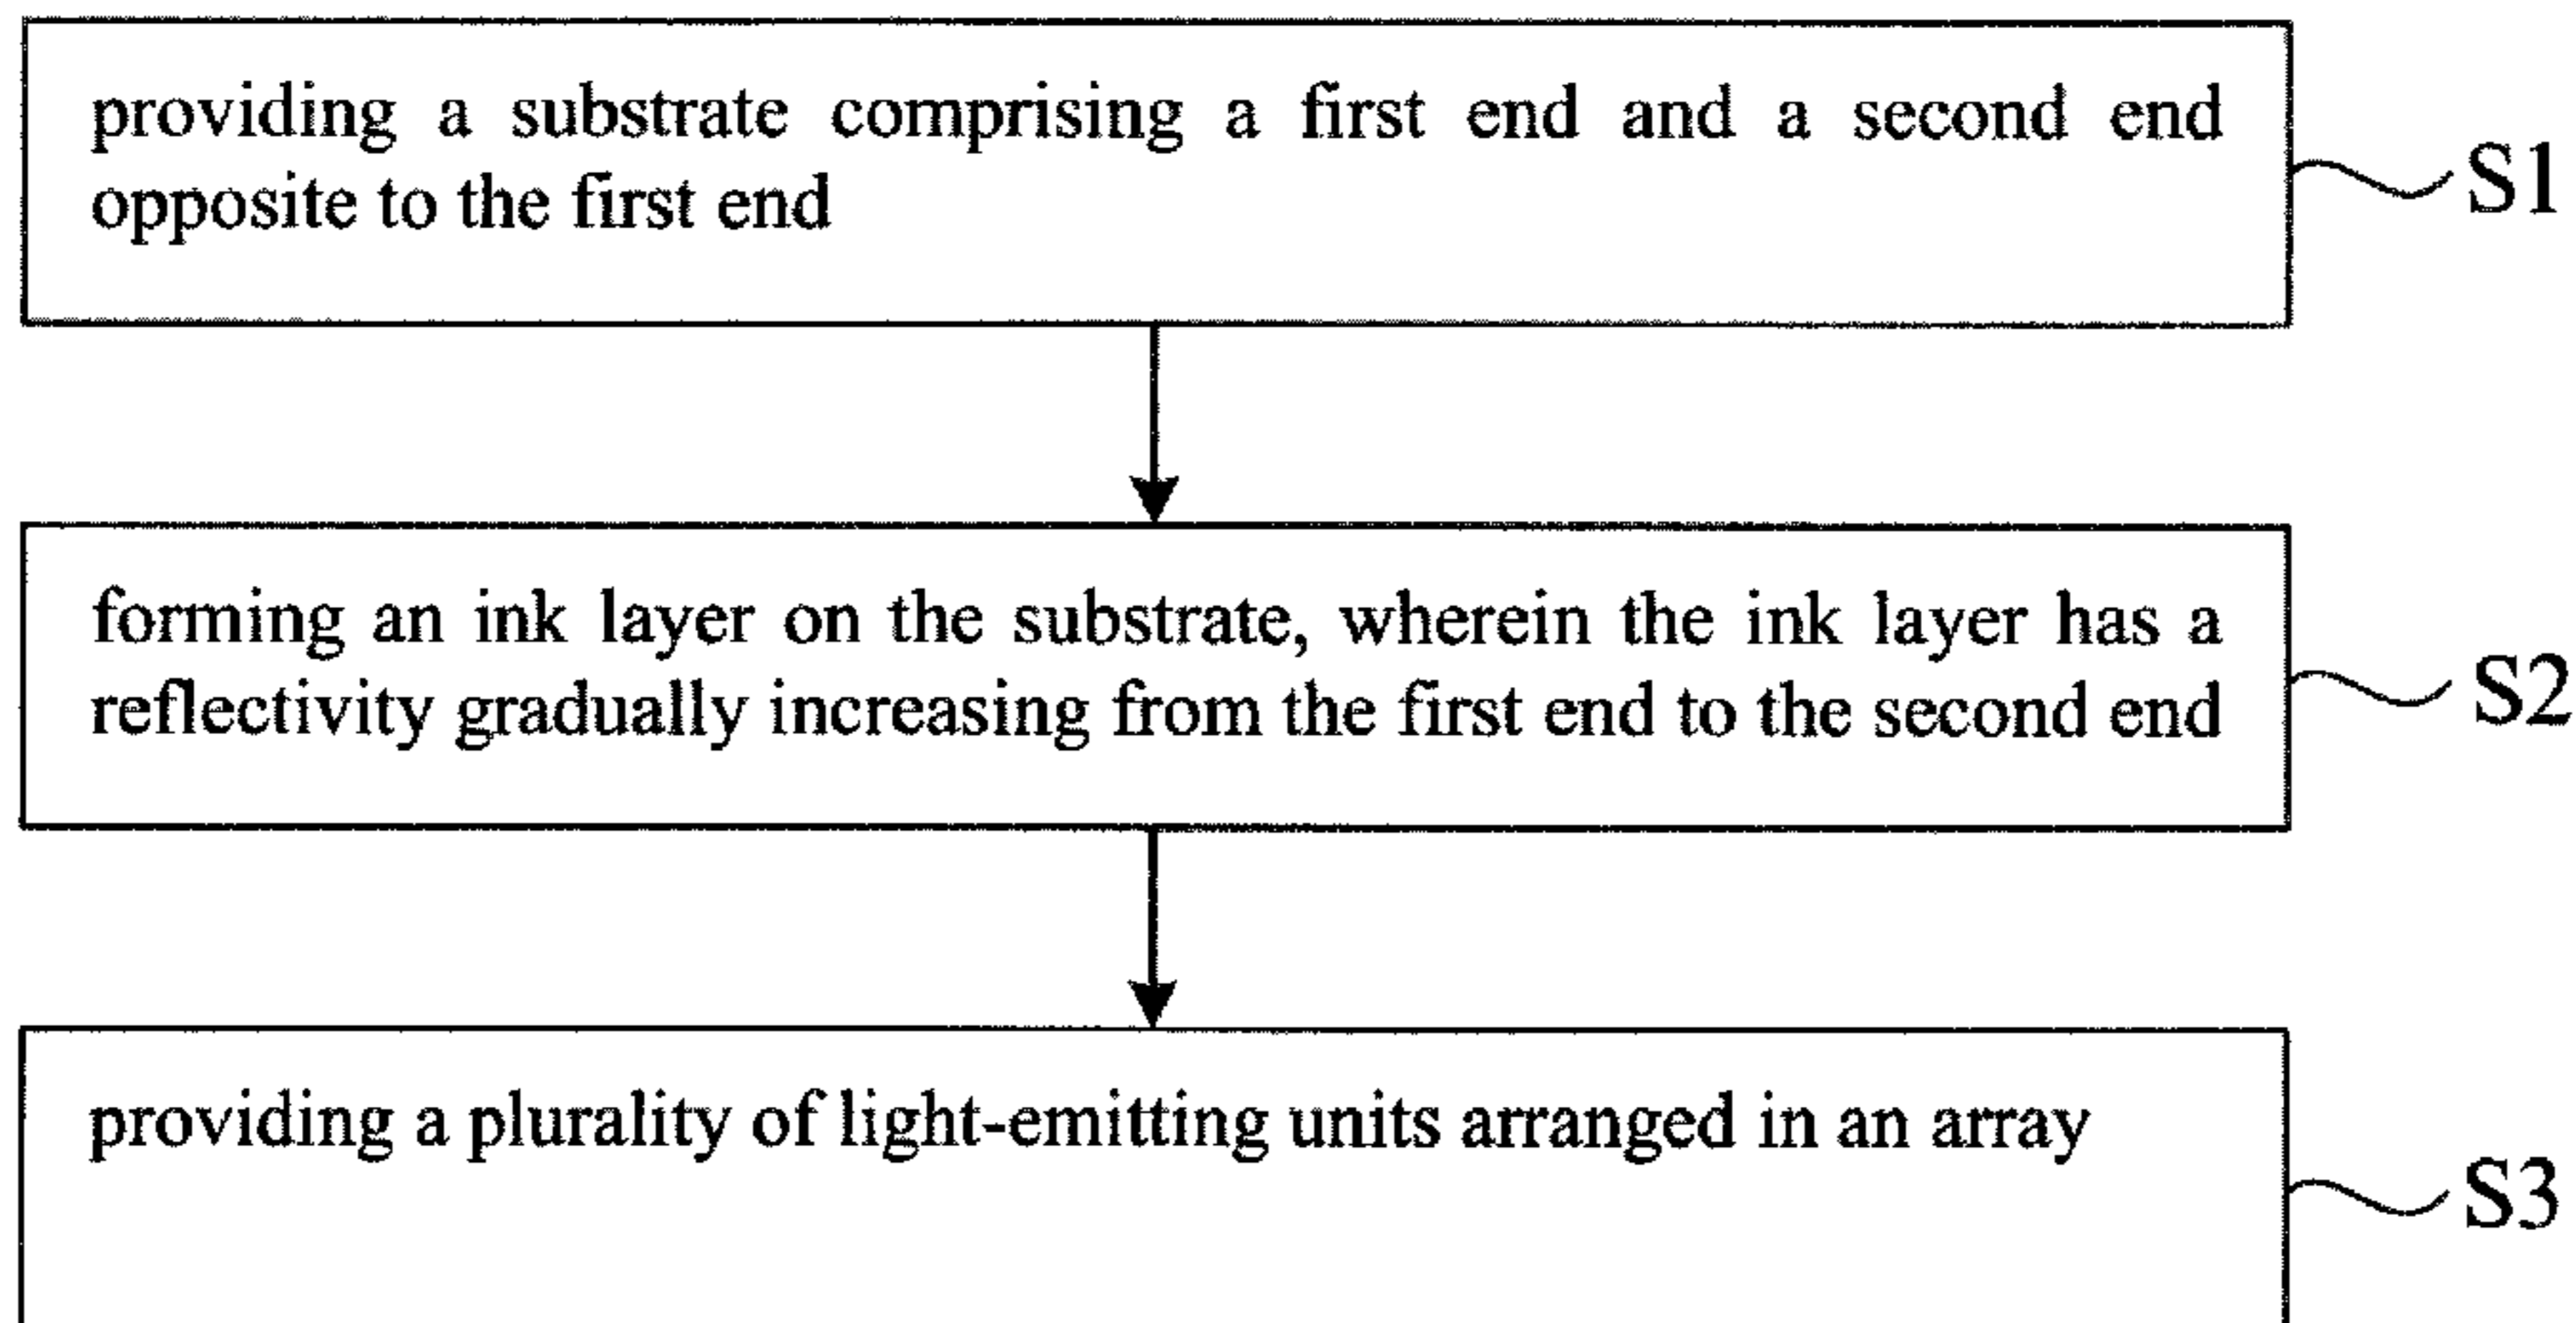 providing a substrate comprising a first end and a second end
opposite to the first end
S1
forming an ink layer on the substrate, wherein the ink layer has a
reflectivity gradually increasing from the first end to the second end
S2
providing a plurality of light-emitting units arranged in an array
S3